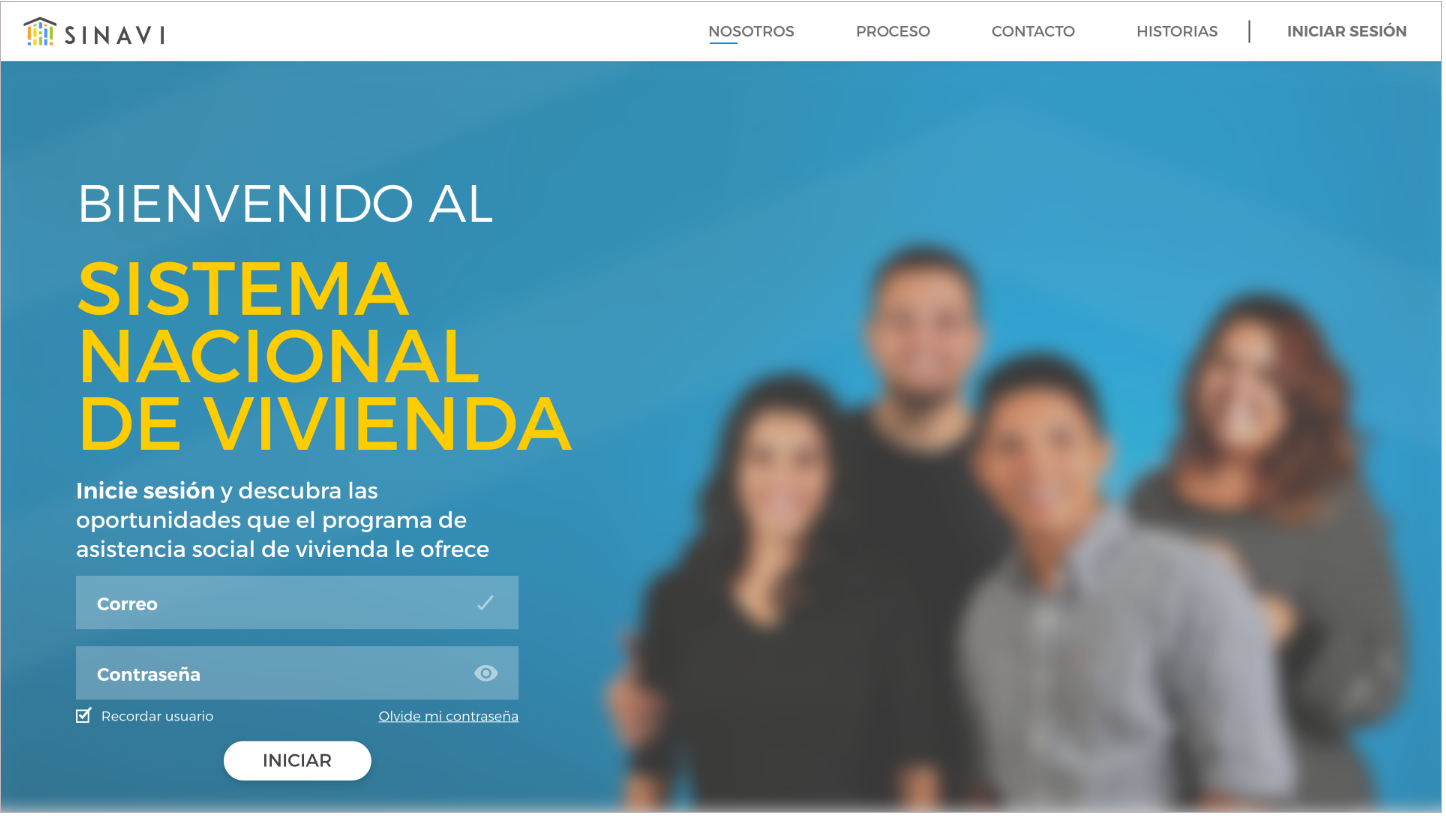 SINAVI
NOSOTROS
PROCESO
CONTACTO
HISTORIAS
INICIAR SESIÓN
BIENVENIDO AL
SISTEMA
NACIONAL
DE VIVIENDA
Inicie sesión y descubra las
oportunidades que el programa de
asistencia social de vivienda le ofrece
Correo
Contraseña
Recordar usuario
Olvide mi contraseña
INICIAR